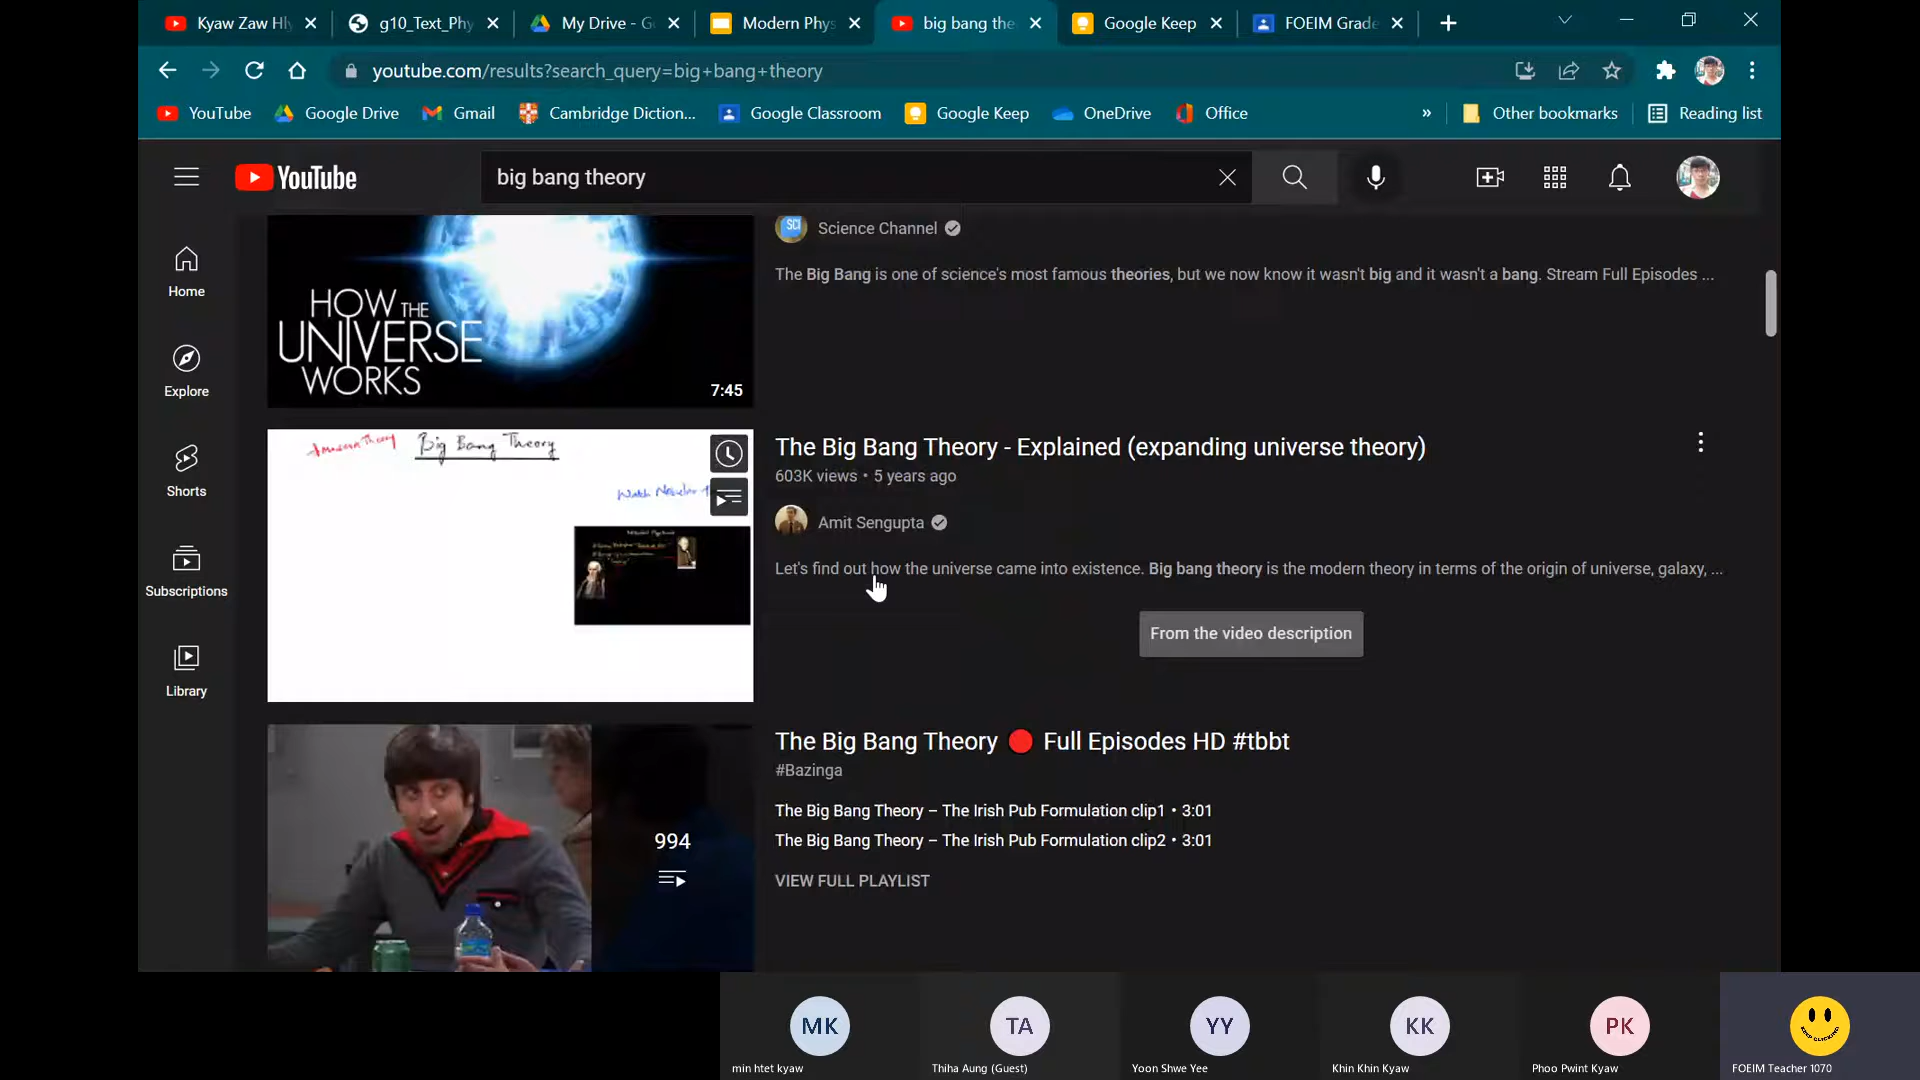 Kyaw Zaw Hl
g10_Text_Phy
My Drive - G
Modern Phys
big bang the
Google Keep
FOEIM Grade
youtube.com/results?search_query=big+bang+theory
YouTube
Google Drive
Gmail
Cambridge Diction...
Google Classroom
Google Keep
OneDrive
Office
»
Other bookmarks
Reading list
YouTube
big bang theory
Home
Explore
Shorts
Subscriptions
Library
HOW THE
UNIVERSE
WORKS
7:45
SCI
Science Channel
The Big Bang is one of science's most famous theories, but we now know it wasn't big and it wasn't a bang. Stream Full Episodes ...
Big Bang Theory
The Big Bang Theory - Explained (expanding universe theory)
603K views • 5 years ago
Amit Sengupta
Let's find out how the universe came into existence. Big bang theory is the modern theory in terms of the origin of universe, galaxy, ...
From the video description
994
The Big Bang Theory 🔴 Full Episodes HD #tbbt
#Bazinga
The Big Bang Theory – The Irish Pub Formulation clip1 • 3:01
The Big Bang Theory – The Irish Pub Formulation clip2 • 3:01
VIEW FULL PLAYLIST
MK
min htet kyaw
TA
Thiha Aung (Guest)
YY
Yoon Shwe Yee
KK
Khin Khin Kyaw
PK
Phoo Pwint Kyaw
KEEP CLICKING
FOEIM Teacher 1070